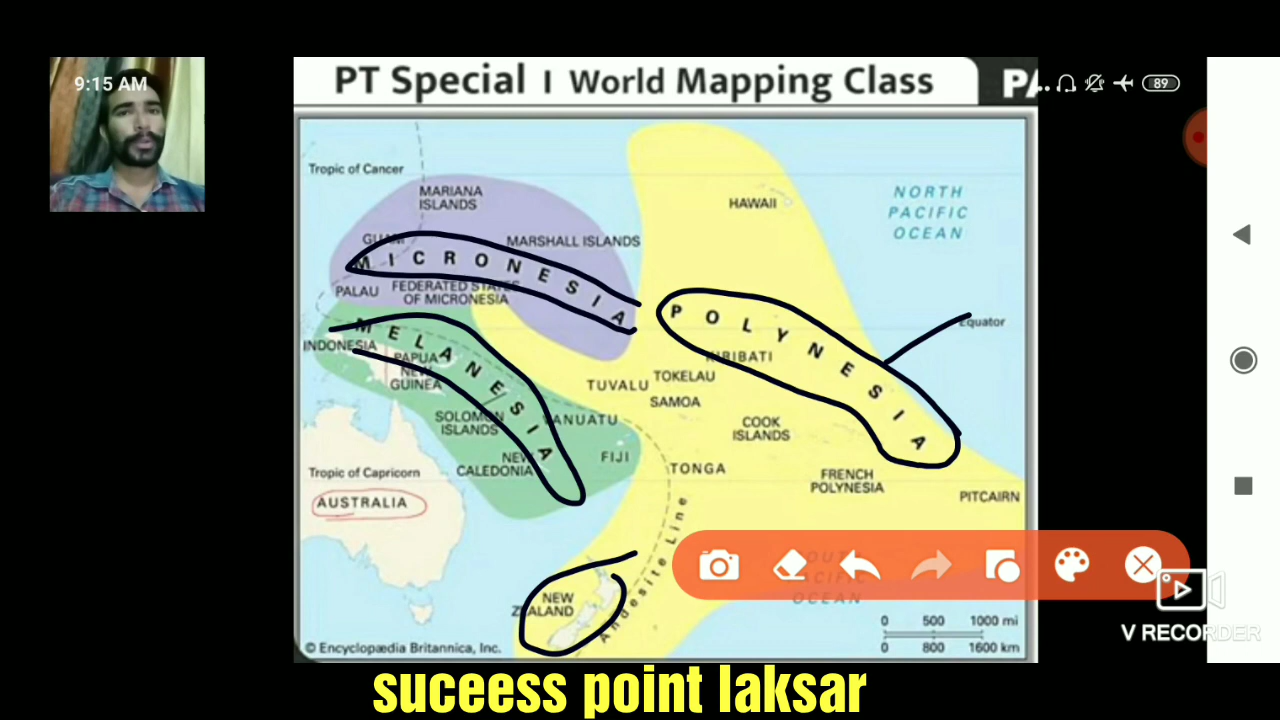 9:15 AM
PT Special I World Mapping Class
PA
89
Tropic of Cancer
MARIANA
ISLANDS
HAWAII
NORTH
PACIFIC
OCEAN
GUAM
MARSHALL ISLANDS
MICRONESIA
PALAU
FEDERATED STATES
OF MICRONESIA
POLYNESIA
Equator
MELANESIA
INDONESIA
PAPUA
NEW
GUINEA
KIRIBATI
TUVALU
TOKELAU
SAMOA
SOLOMON
ISLANDS
VANUATU
COOK
ISLANDS
NEW
CALEDONIA
FIJI
TONGA
Tropic of Capricorn
FRENCH
POLYNESIA
PITCAIRN
AUSTRALIA
Andesite Line
SOUTH
PACIFIC
OCEAN
NEW
ZEALAND
0 500 1000 mi
0 800 1600 km
© Encyclopædia Britannica, Inc.
V RECORDER
suceess point laksar